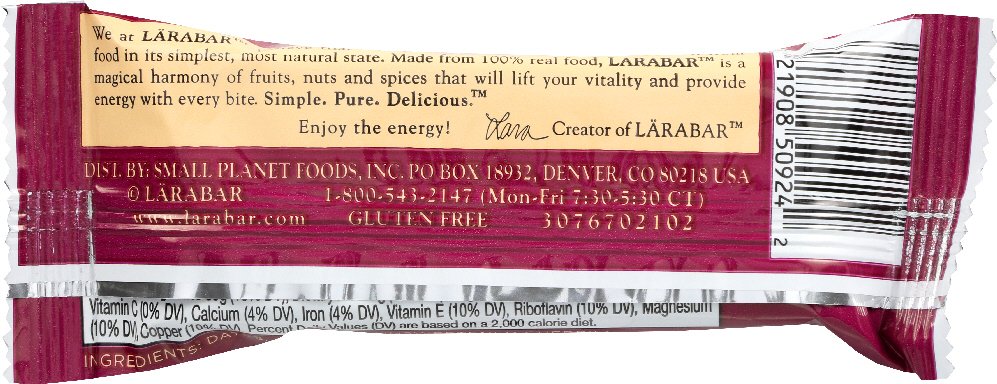 We at LÄRABAR
food in its simplest, most natural state. Made from 100% real food, LÄRABAR™ is a
magical harmony of fruits, nuts and spices that will lift your vitality and provide
energy with every bite. Simple. Pure. Delicious.™
Enjoy the energy! Lara Creator of LÄRABAR™
DIST. BY: SMALL PLANET FOODS, INC. PO BOX 18932, DENVER, CO 80218 USA
© LÄRABAR 1-800-543-2147 (Mon-Fri 7:30-5:30 CT)
www.larabar.com GLUTEN FREE 3076702102
21908 50924 2
Vitamin C (0% DV), Calcium (4% DV), Iron (4% DV), Vitamin E (10% DV), Riboflavin (10% DV), Magnesium
(10% DV), Copper (10% DV). Percent Daily Values (DV) are based on a 2,000 calorie diet.
INGREDIENTS: